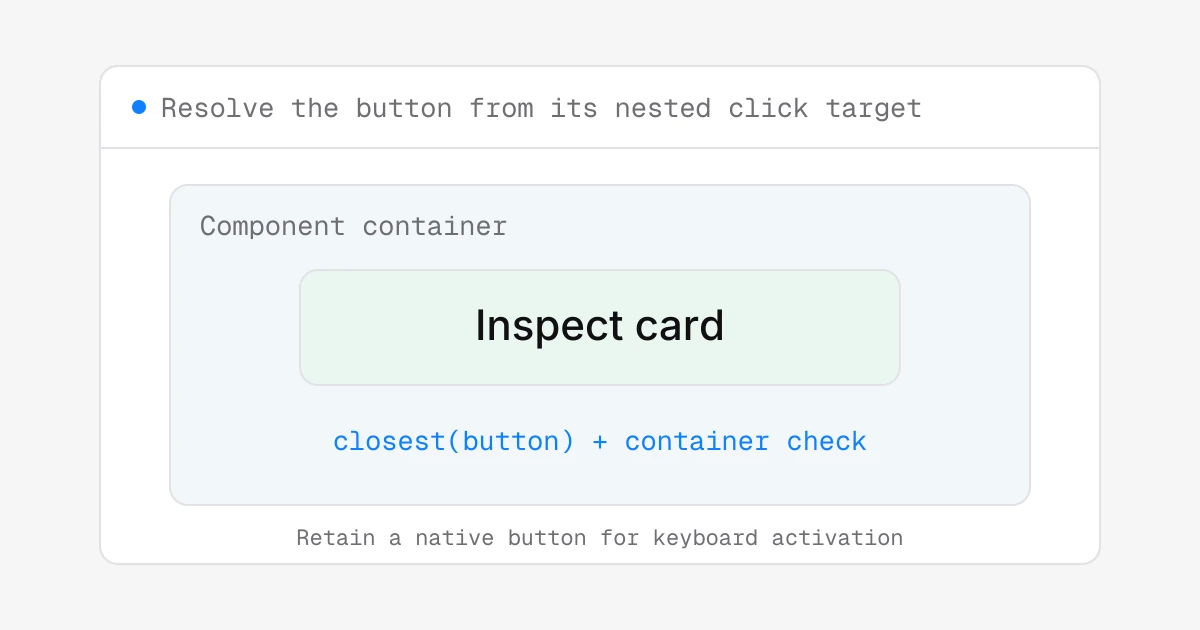 Resolve the button from its nested click target
Component container
Inspect card
closest(button) + container check
Retain a native button for keyboard activation